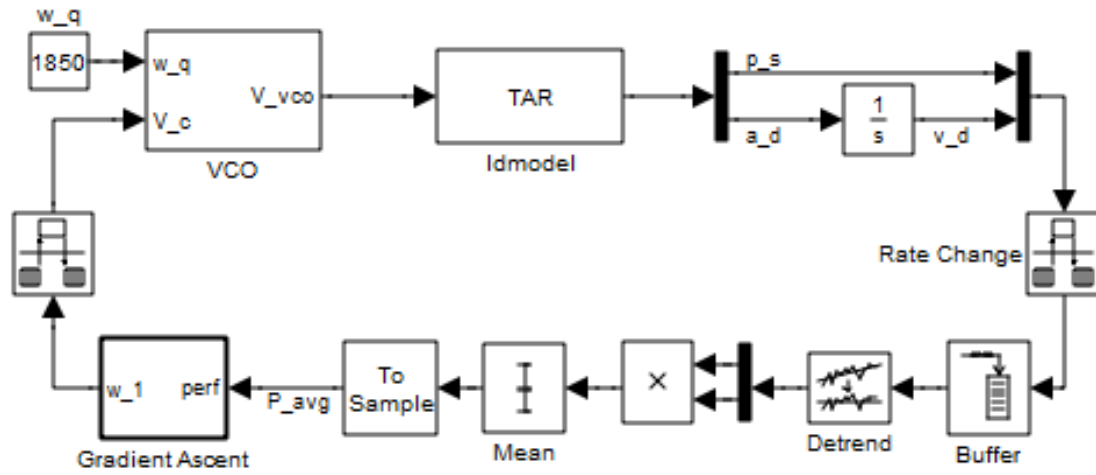 w_q
1850
w_q
V_c
V_vco
VCO
TAR
Idmodel
p_s
a_d
1
s
v_d
Rate Change
w_1
perf
Gradient Ascent
P_avg
To
Sample
Mean
×
Detrend
Buffer